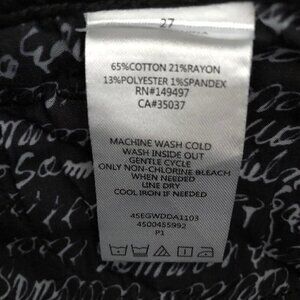 27
65%COTTON 21%RAYON
13%POLYESTER 1%SPANDEX
RN#149497
CA#35037
MACHINE WASH COLD
WASH INSIDE OUT
GENTLE CYCLE
ONLY NON-CHLORINE BLEACH
WHEN NEEDED
LINE DRY
COOL IRON IF NEEDED
4SEGWDDA1103
4500455992
P1